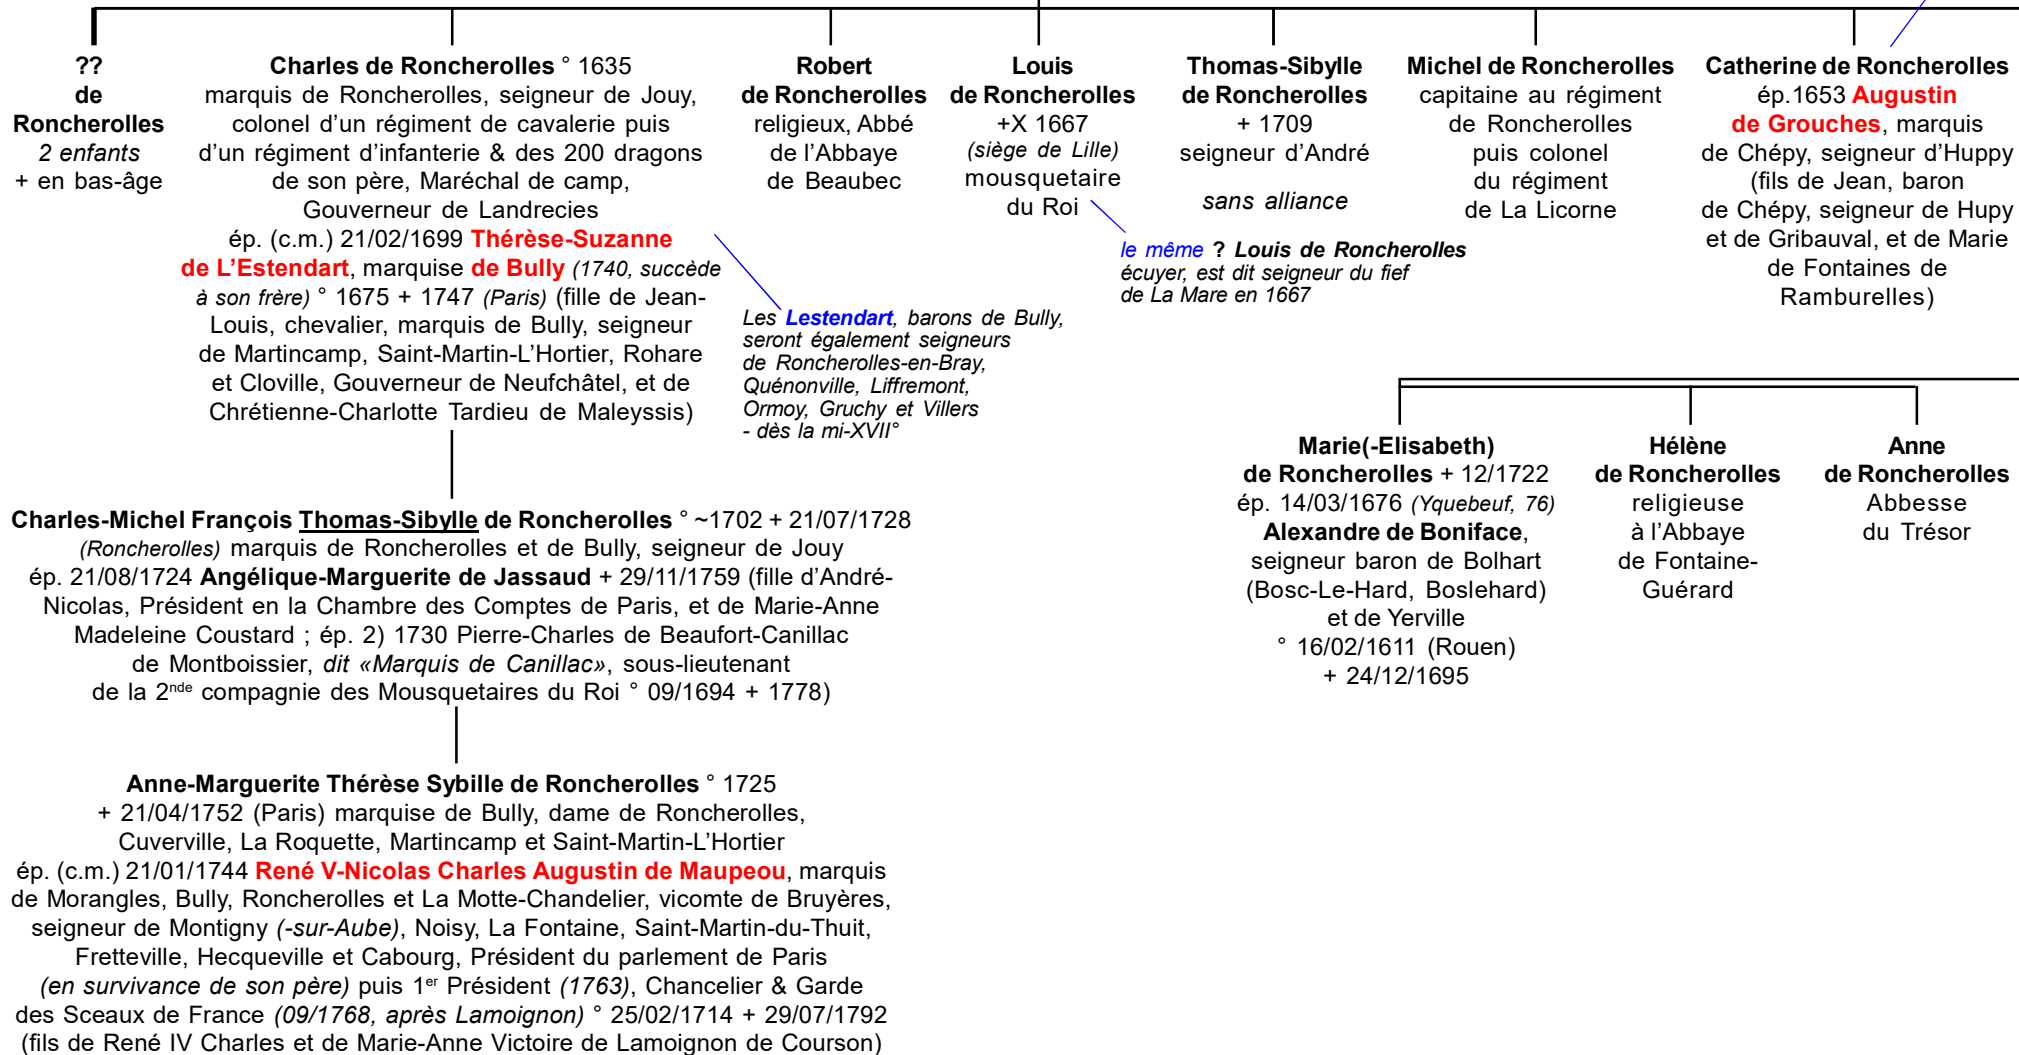 ??
de
Roncherolles
2 enfants
+ en bas-âge
Charles de Roncherolles ° 1635
marquis de Roncherolles, seigneur de Jouy,
colonel d'un régiment de cavalerie puis
d'un régiment d'infanterie & des 200 dragons
de son père, Maréchal de camp,
Gouverneur de Landrecies
ép. (c.m.) 21/02/1699 Thérèse-Suzanne
de L'Estendart, marquise de Bully (1740, succède
à son frère) ° 1675 + 1747 (Paris) (fille de Jean-
Louis, chevalier, marquis de Bully, seigneur
de Martincamp, Saint-Martin-L'Hortier, Rohare
et Cloville, Gouverneur de Neufchâtel, et de
Chrétienne-Charlotte Tardieu de Maleyssis)
Robert
de Roncherolles
religieux, Abbé
de l'Abbaye
de Beaubec
Louis
de Roncherolles
+X 1667
(siège de Lille)
mousquetaire
du Roi
Thomas-Sibylle
de Roncherolles
+ 1709
seigneur d'André
sans alliance
Michel de Roncherolles
capitaine au régiment
de Roncherolles
puis colonel
du régiment
de La Licorne
Catherine de Roncherolles
ép.1653 Augustin
de Grouches, marquis
de Chépy, seigneur d'Huppy
(fils de Jean, baron
de Chépy, seigneur de Hupy
et de Gribauval, et de Marie
de Fontaines de
Ramburelles)
le même ? Louis de Roncherolles
écuyer, est dit seigneur du fief
de La Mare en 1667
Les Lestendart, barons de Bully,
seront également seigneurs
de Roncherolles-en-Bray,
Quénonville, Liffremont,
Ormoy, Gruchy et Villers
- dès la mi-XVII°
Marie(-Elisabeth)
de Roncherolles + 12/1722
ép. 14/03/1676 (Yquebeuf, 76)
Alexandre de Boniface,
seigneur baron de Bolhart
(Bosc-Le-Hard, Boslehard)
et de Yerville
° 16/02/1611 (Rouen)
+ 24/12/1695
Hélène
de Roncherolles
religieuse
à l'Abbaye
de Fontaine-
Guérard
Anne
de Roncherolles
Abbesse
du Trésor
Charles-Michel François Thomas-Sibylle de Roncherolles ° ~1702 + 21/07/1728
(Roncherolles) marquis de Roncherolles et de Bully, seigneur de Jouy
ép. 21/08/1724 Angélique-Marguerite de Jassaud + 29/11/1759 (fille d'André-
Nicolas, Président en la Chambre des Comptes de Paris, et de Marie-Anne
Madeleine Coustard ; ép. 2) 1730 Pierre-Charles de Beaufort-Canillac
de Montboissier, dit «Marquis de Canillac», sous-lieutenant
de la 2nde compagnie des Mousquetaires du Roi ° 09/1694 + 1778)
Anne-Marguerite Thérèse Sybille de Roncherolles ° 1725
+ 21/04/1752 (Paris) marquise de Bully, dame de Roncherolles,
Cuverville, La Roquette, Martincamp et Saint-Martin-L'Hortier
ép. (c.m.) 21/01/1744 René V-Nicolas Charles Augustin de Maupeou, marquis
de Morangles, Bully, Roncherolles et La Motte-Chandelier, vicomte de Bruyères,
seigneur de Montigny (-sur-Aube), Noisy, La Fontaine, Saint-Martin-du-Thuit,
Fretteville, Hecqueville et Cabourg, Président du parlement de Paris
(en survivance de son père) puis 1er Président (1763), Chancelier & Garde
des Sceaux de France (09/1768, après Lamoignon) ° 25/02/1714 + 29/07/1792
(fils de René IV Charles et de Marie-Anne Victoire de Lamoignon de Courson)